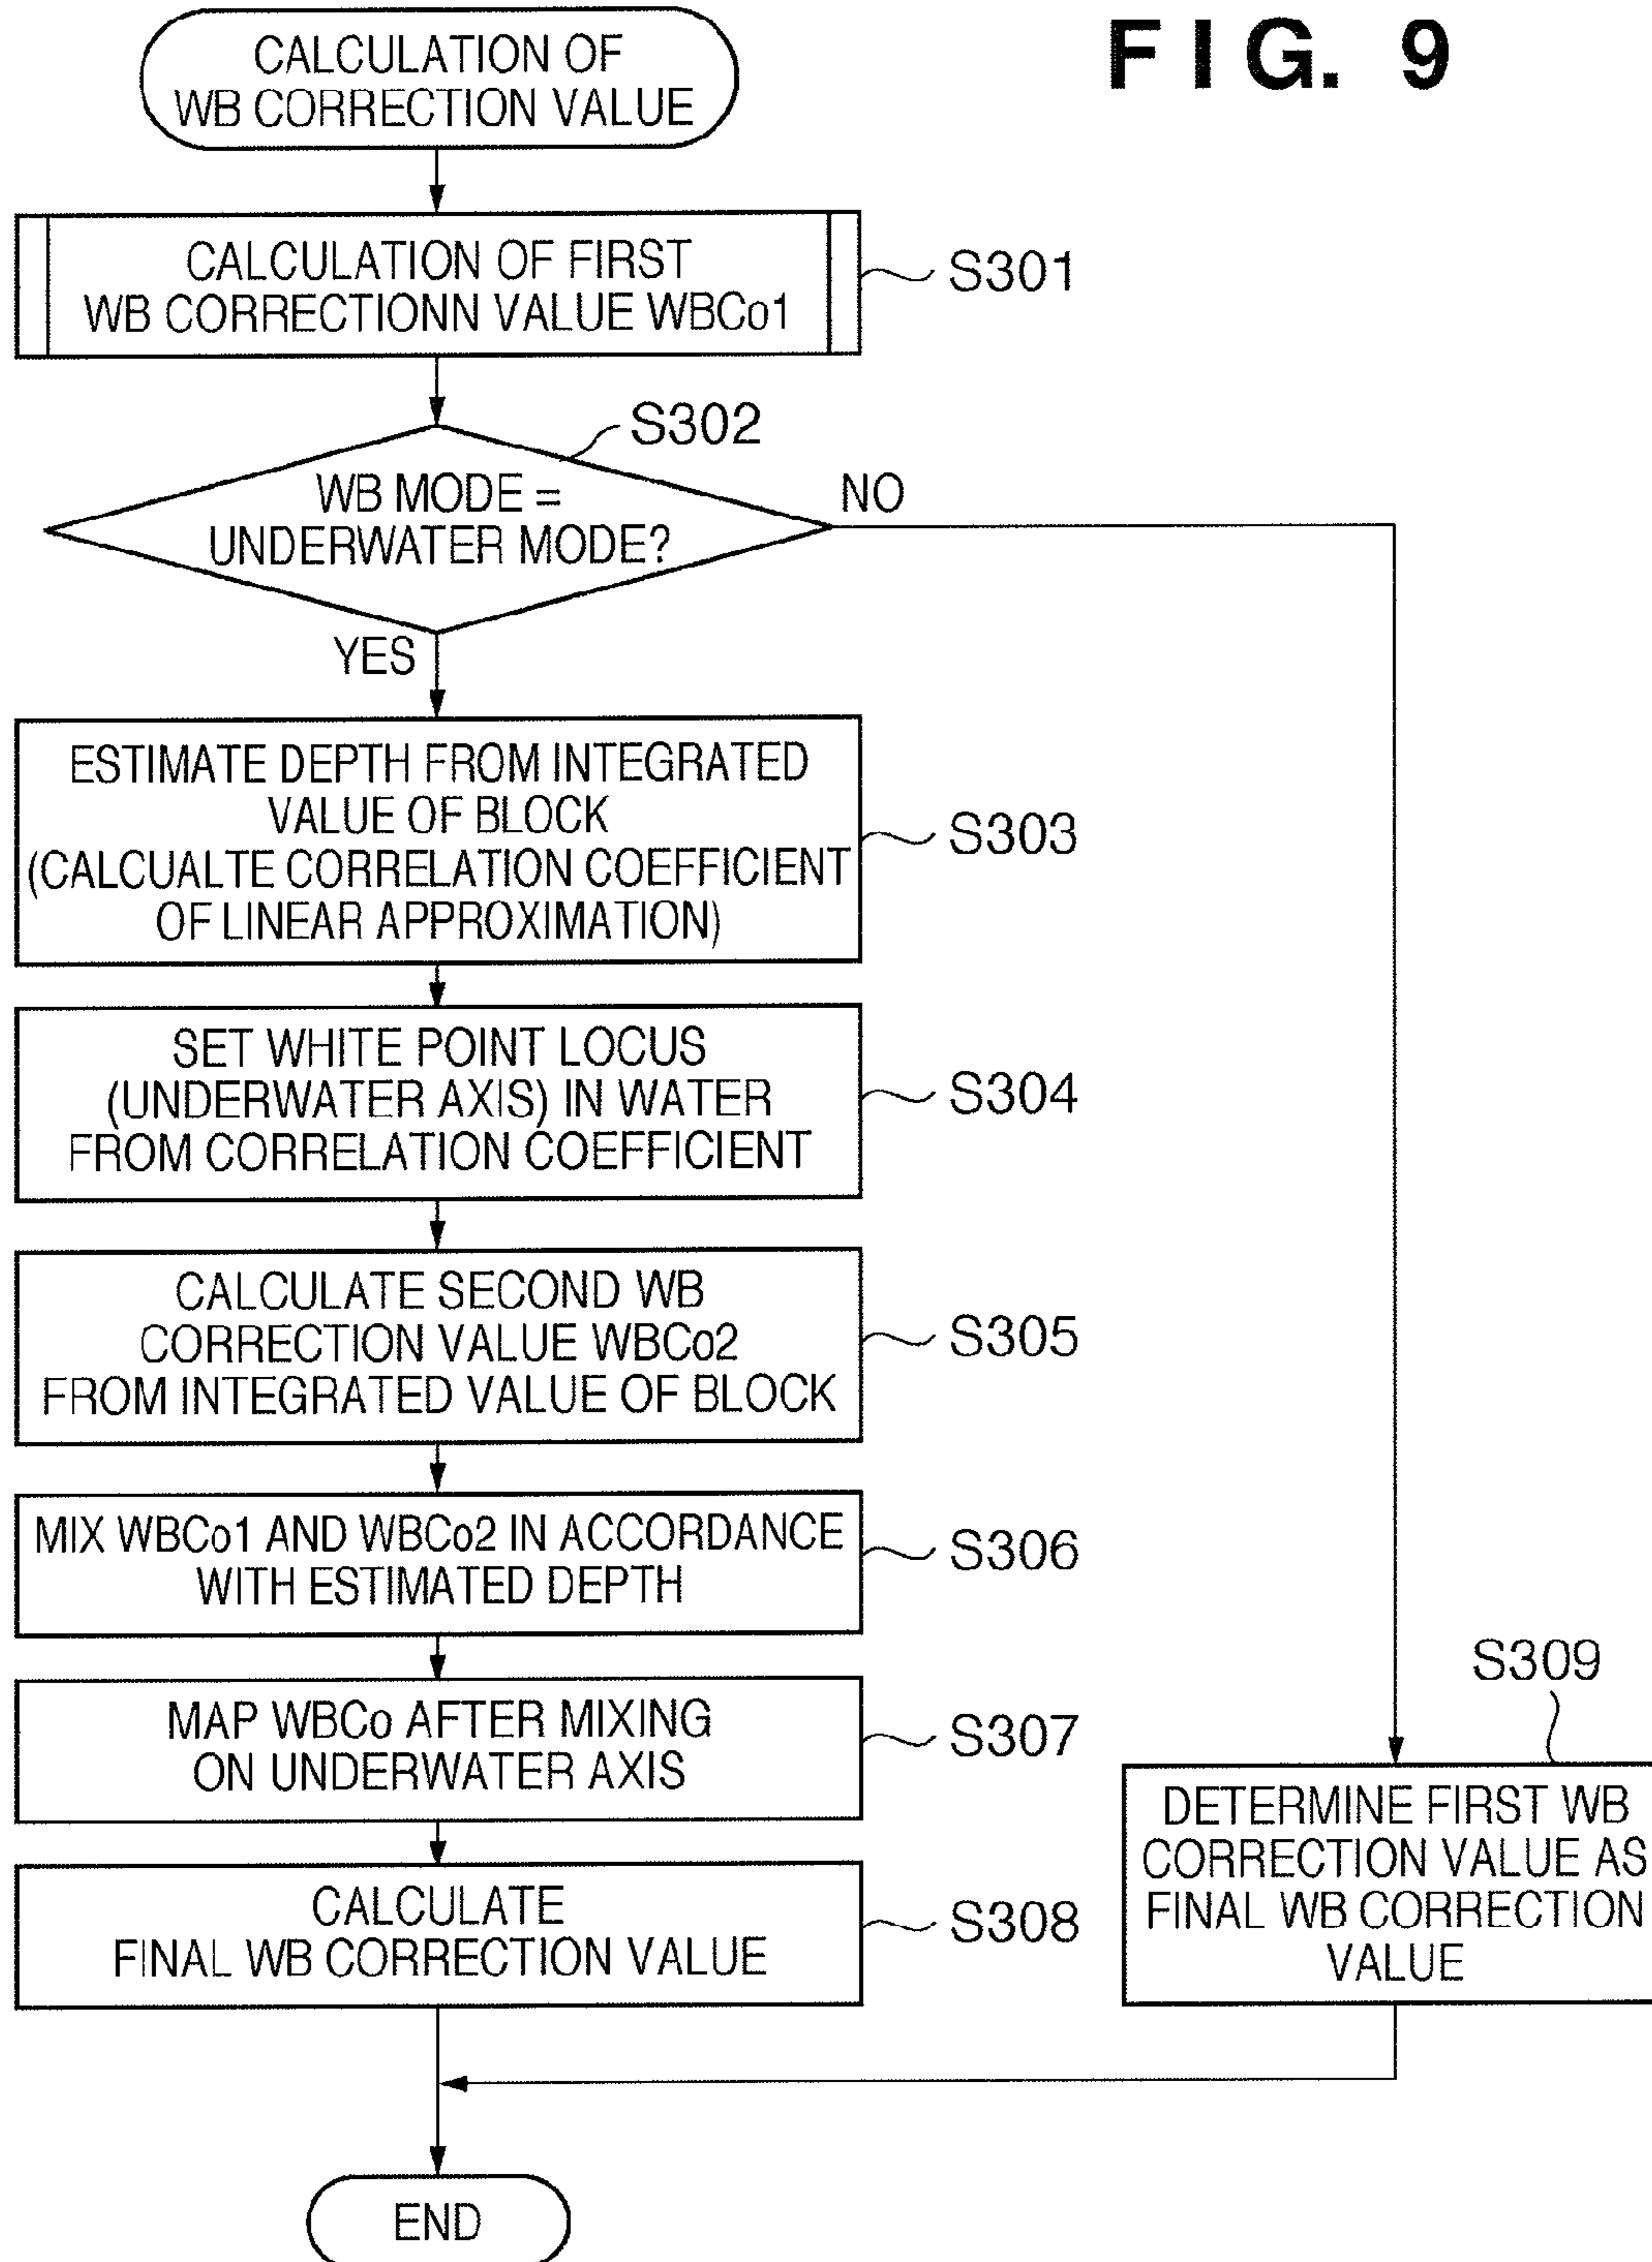 FIG. 9
CALCULATION OF
WB CORRECTION VALUE
CALCULATION OF FIRST
WB CORRECTIONN VALUE WBCo1
S301
S302
WB MODE =
UNDERWATER MODE?
NO
YES
ESTIMATE DEPTH FROM INTEGRATED
VALUE OF BLOCK
(CALCUALTE CORRELATION COEFFICIENT
OF LINEAR APPROXIMATION)
S303
SET WHITE POINT LOCUS
(UNDERWATER AXIS) IN WATER
FROM CORRELATION COEFFICIENT
S304
CALCULATE SECOND WB
CORRECTION VALUE WBCo2
FROM INTEGRATED VALUE OF BLOCK
S305
MIX WBCo1 AND WBCo2 IN ACCORDANCE
WITH ESTIMATED DEPTH
S306
MAP WBCo AFTER MIXING
ON UNDERWATER AXIS
S307
CALCULATE
FINAL WB CORRECTION VALUE
S308
S309
DETERMINE FIRST WB
CORRECTION VALUE AS
FINAL WB CORRECTION
VALUE
END